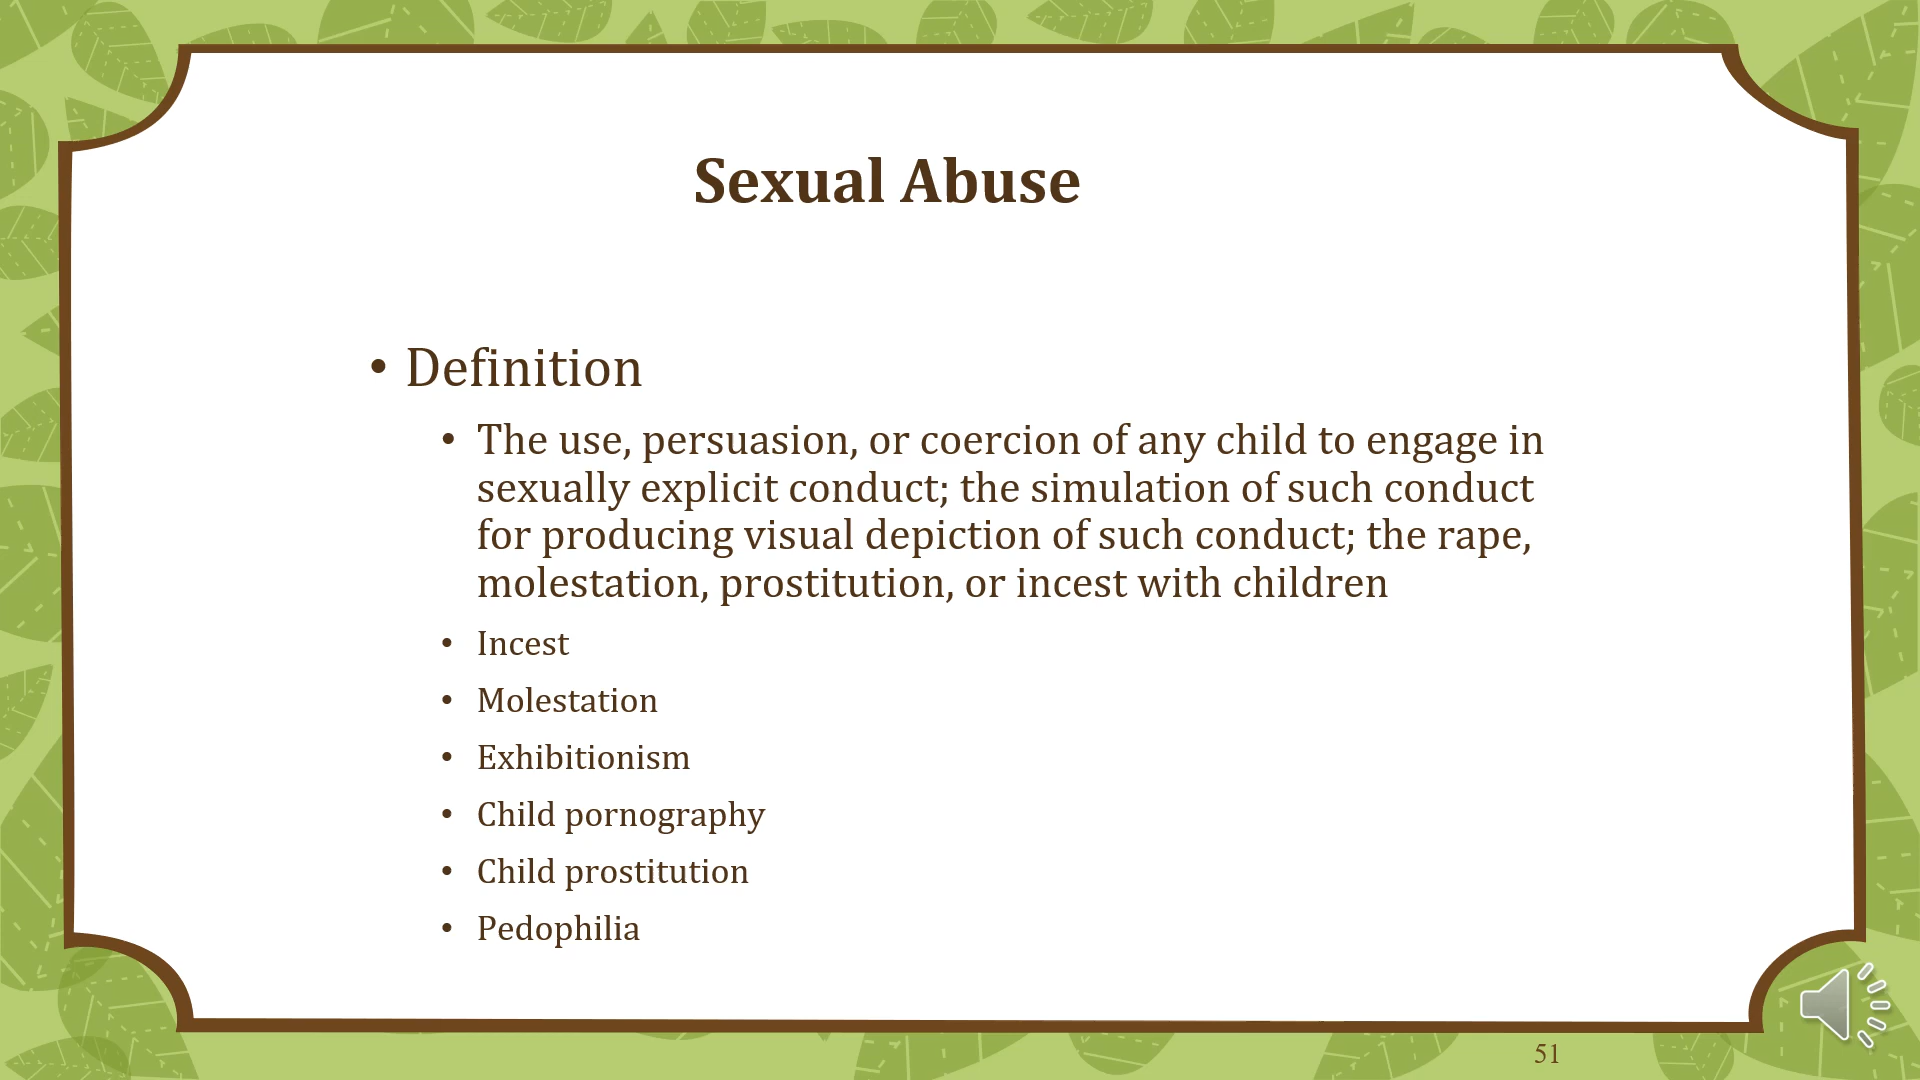 Sexual Abuse
• Definition
• The use, persuasion, or coercion of any child to engage in
sexually explicit conduct; the simulation of such conduct
for producing visual depiction of such conduct; the rape,
molestation, prostitution, or incest with children
• Incest
• Molestation
• Exhibitionism
• Child pornography
• Child prostitution
• Pedophilia
51